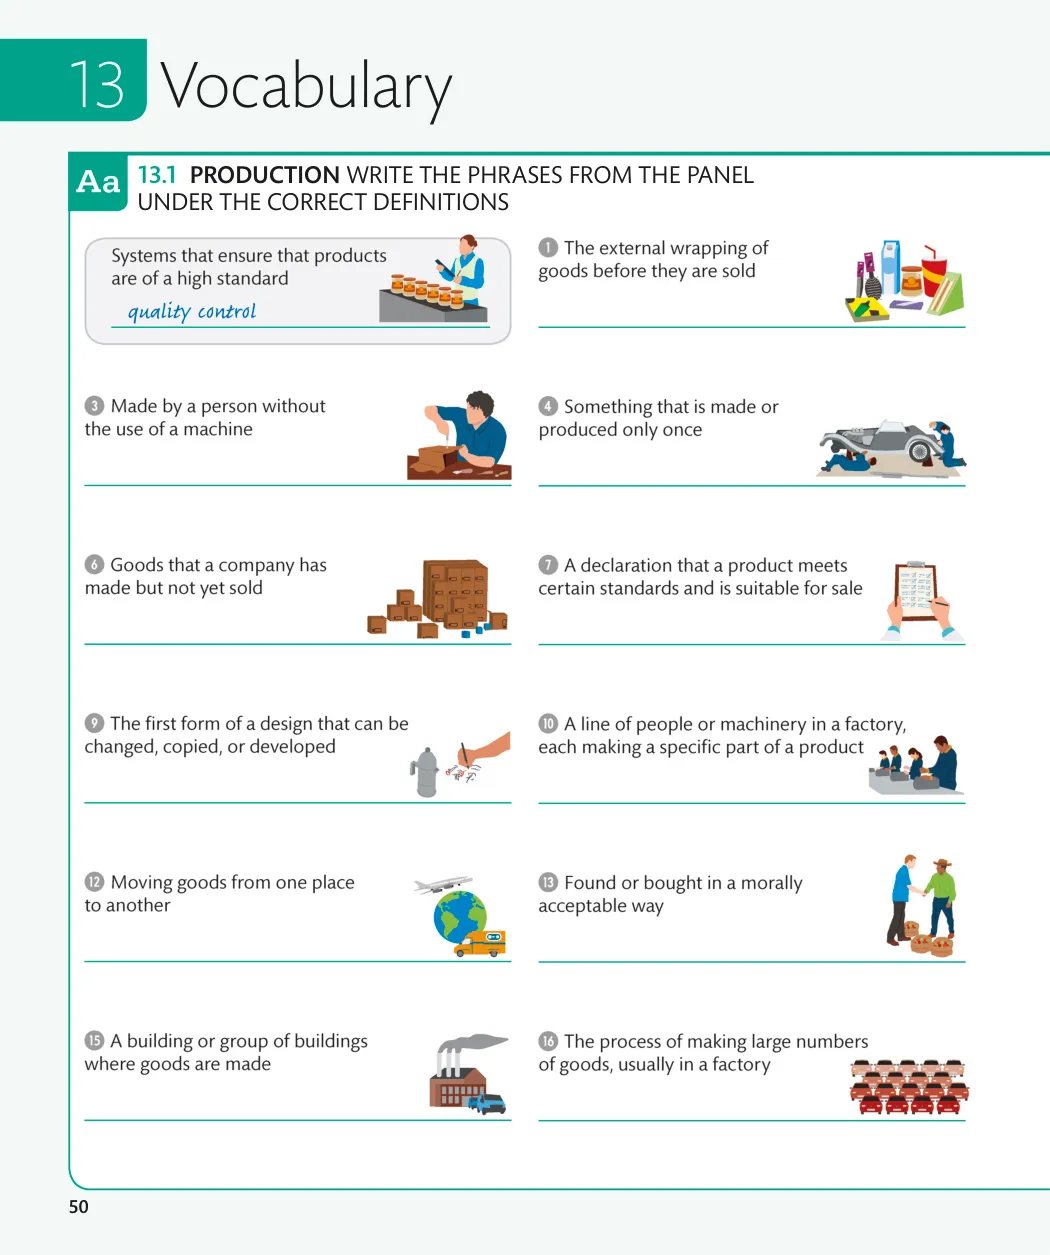 13 Vocabulary
Aa
13.1 PRODUCTION WRITE THE PHRASES FROM THE PANEL
UNDER THE CORRECT DEFINITIONS
Systems that ensure that products
are of a high standard
quality control
1 The external wrapping of
goods before they are sold
3 Made by a person without
the use of a machine
4 Something that is made or
produced only once
6 Goods that a company has
made but not yet sold
7 A declaration that a product meets
certain standards and is suitable for sale
9 The first form of a design that can be
changed, copied, or developed
10 A line of people or machinery in a factory,
each making a specific part of a product
12 Moving goods from one place
to another
13 Found or bought in a morally
acceptable way
15 A building or group of buildings
where goods are made
16 The process of making large numbers
of goods, usually in a factory
50